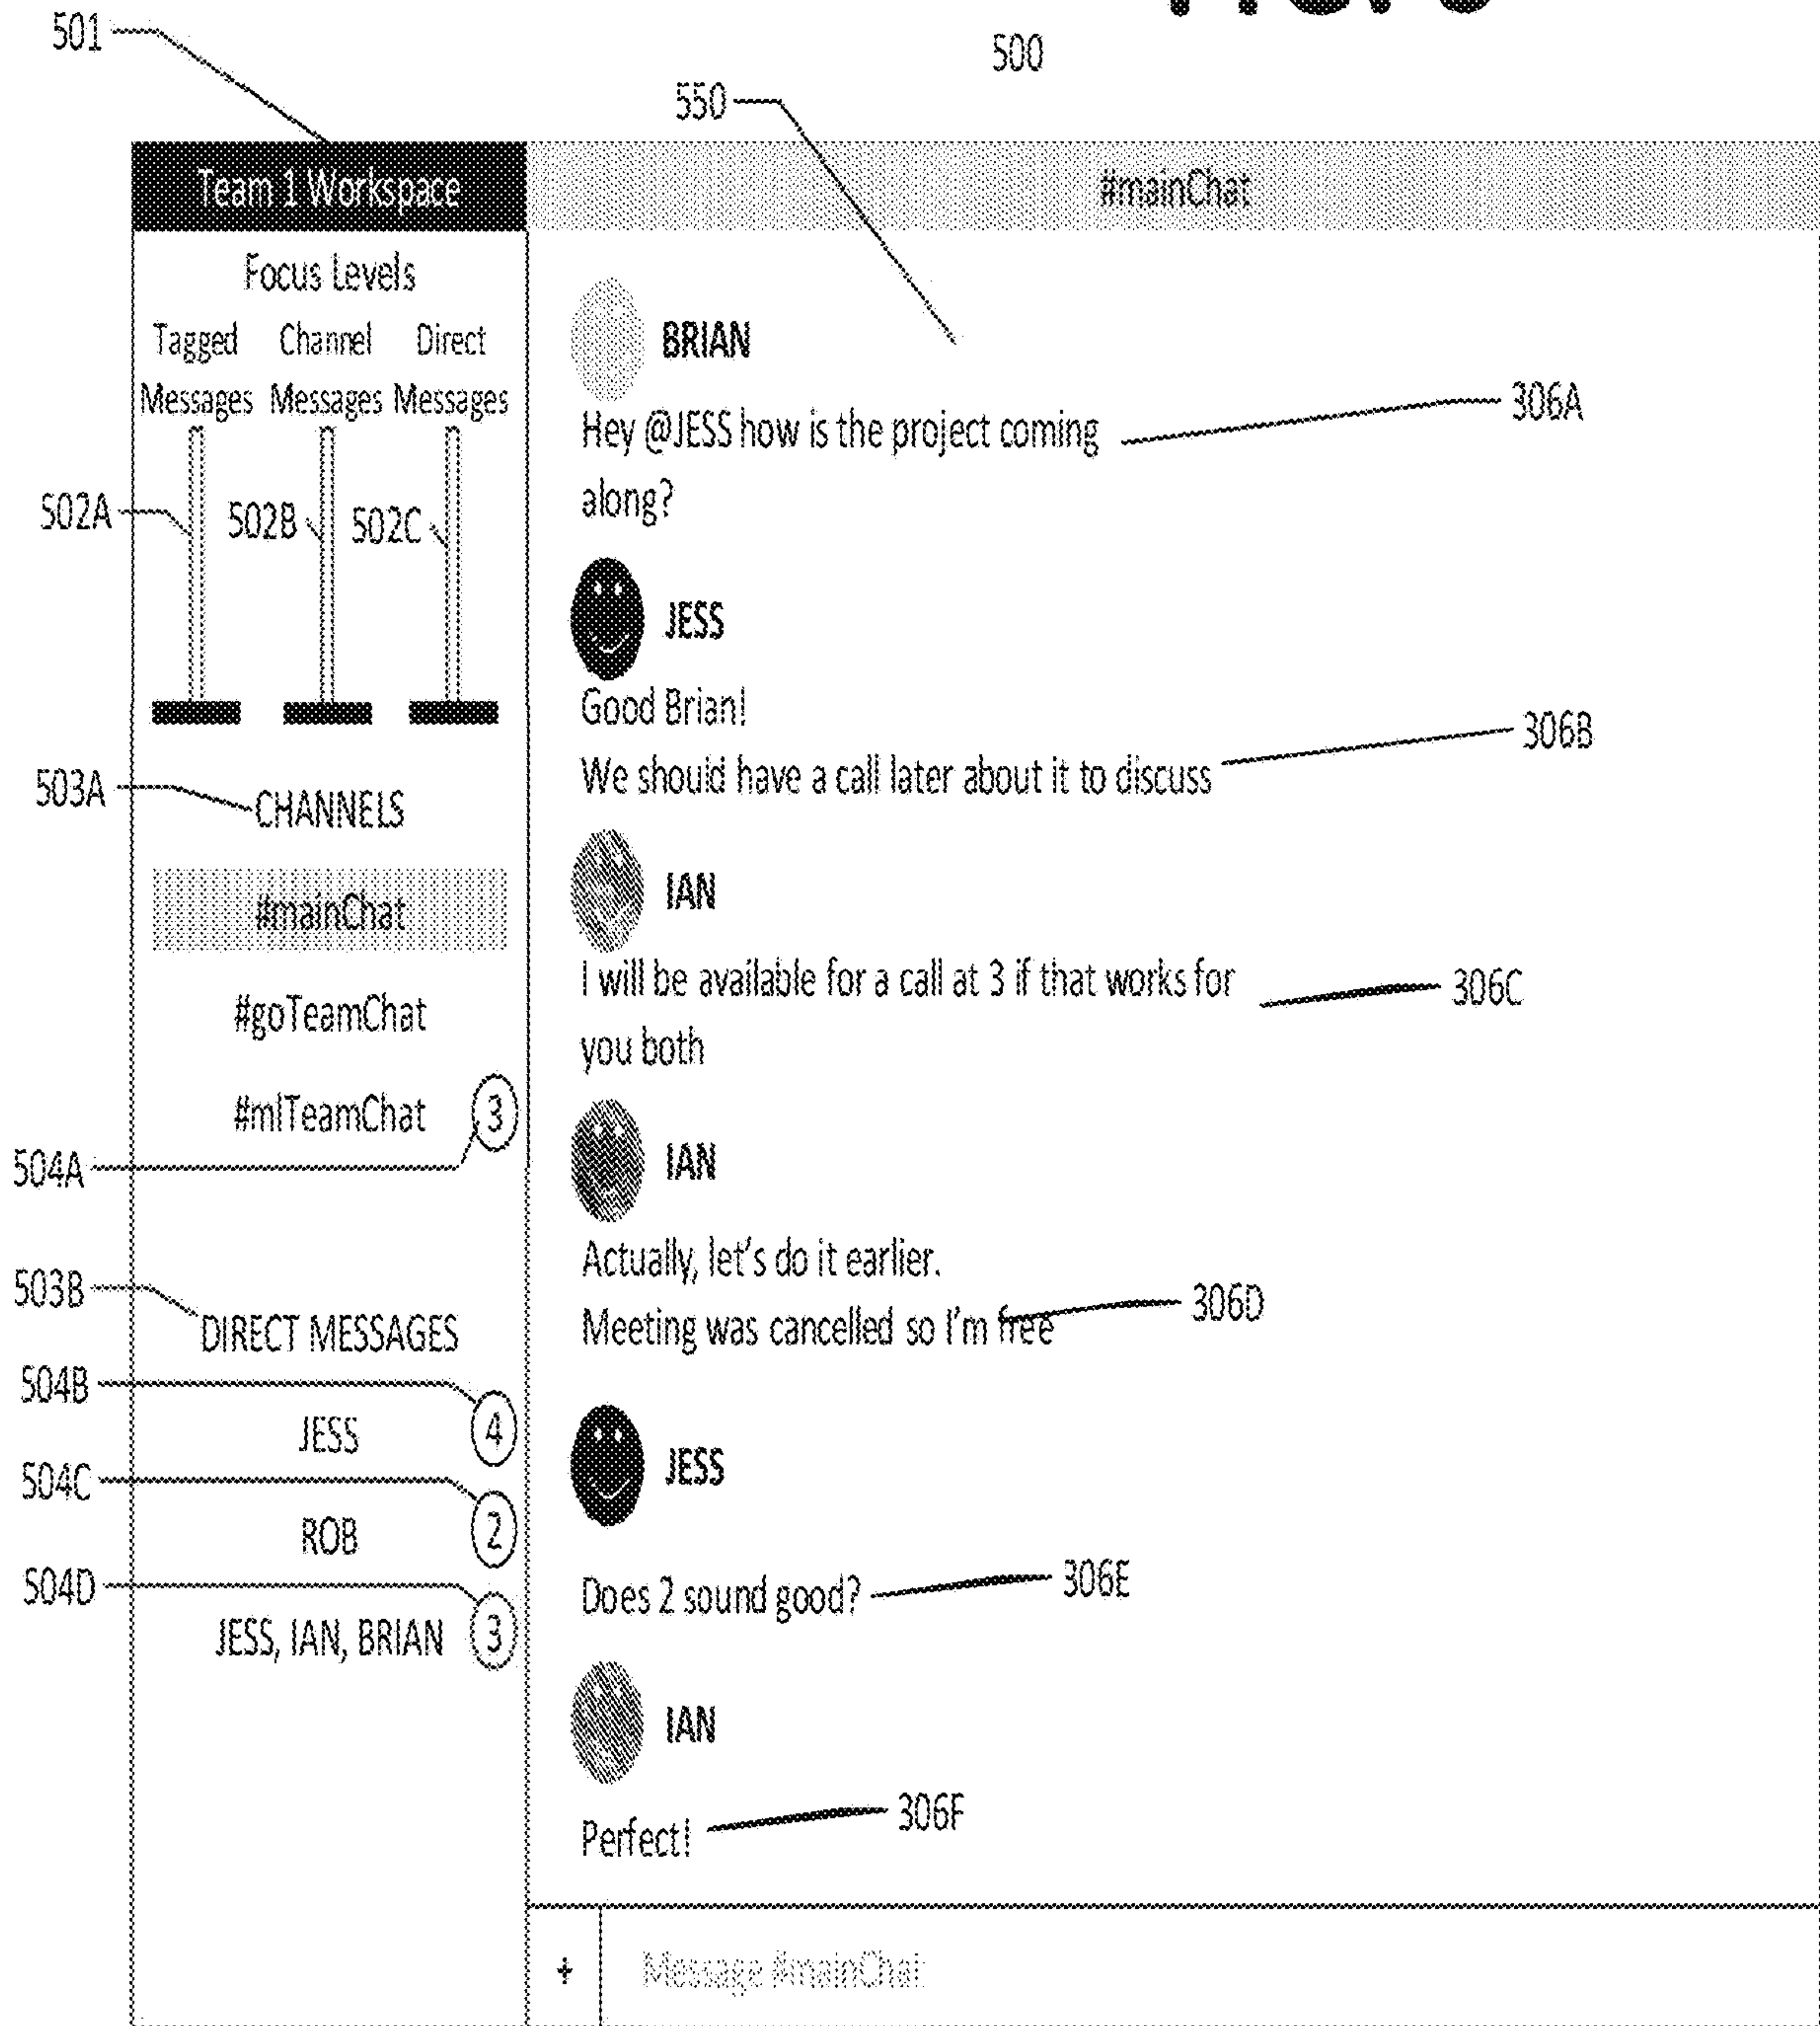 500
501
550
Team 1 Workspace
#mainChat
Focus Levels
Tagged Channel Direct
Messages Messages Messages
502A
502B
502C
503A
CHANNELS
#mainChat
#goTeamChat
#mlTeamChat 3
504A
503B
DIRECT MESSAGES
504B
JESS 4
504C
ROB 2
504D
JESS, IAN, BRIAN 3
BRIAN
Hey @JESS how is the project coming
along?
306A
JESS
Good Brian!
We should have a call later about it to discuss
306B
IAN
I will be available for a call at 3 if that works for
you both
306C
IAN
Actually, let's do it earlier.
Meeting was cancelled so I'm free
306D
JESS
Does 2 sound good?
306E
IAN
Perfect!
306F
+ Message #mainChat